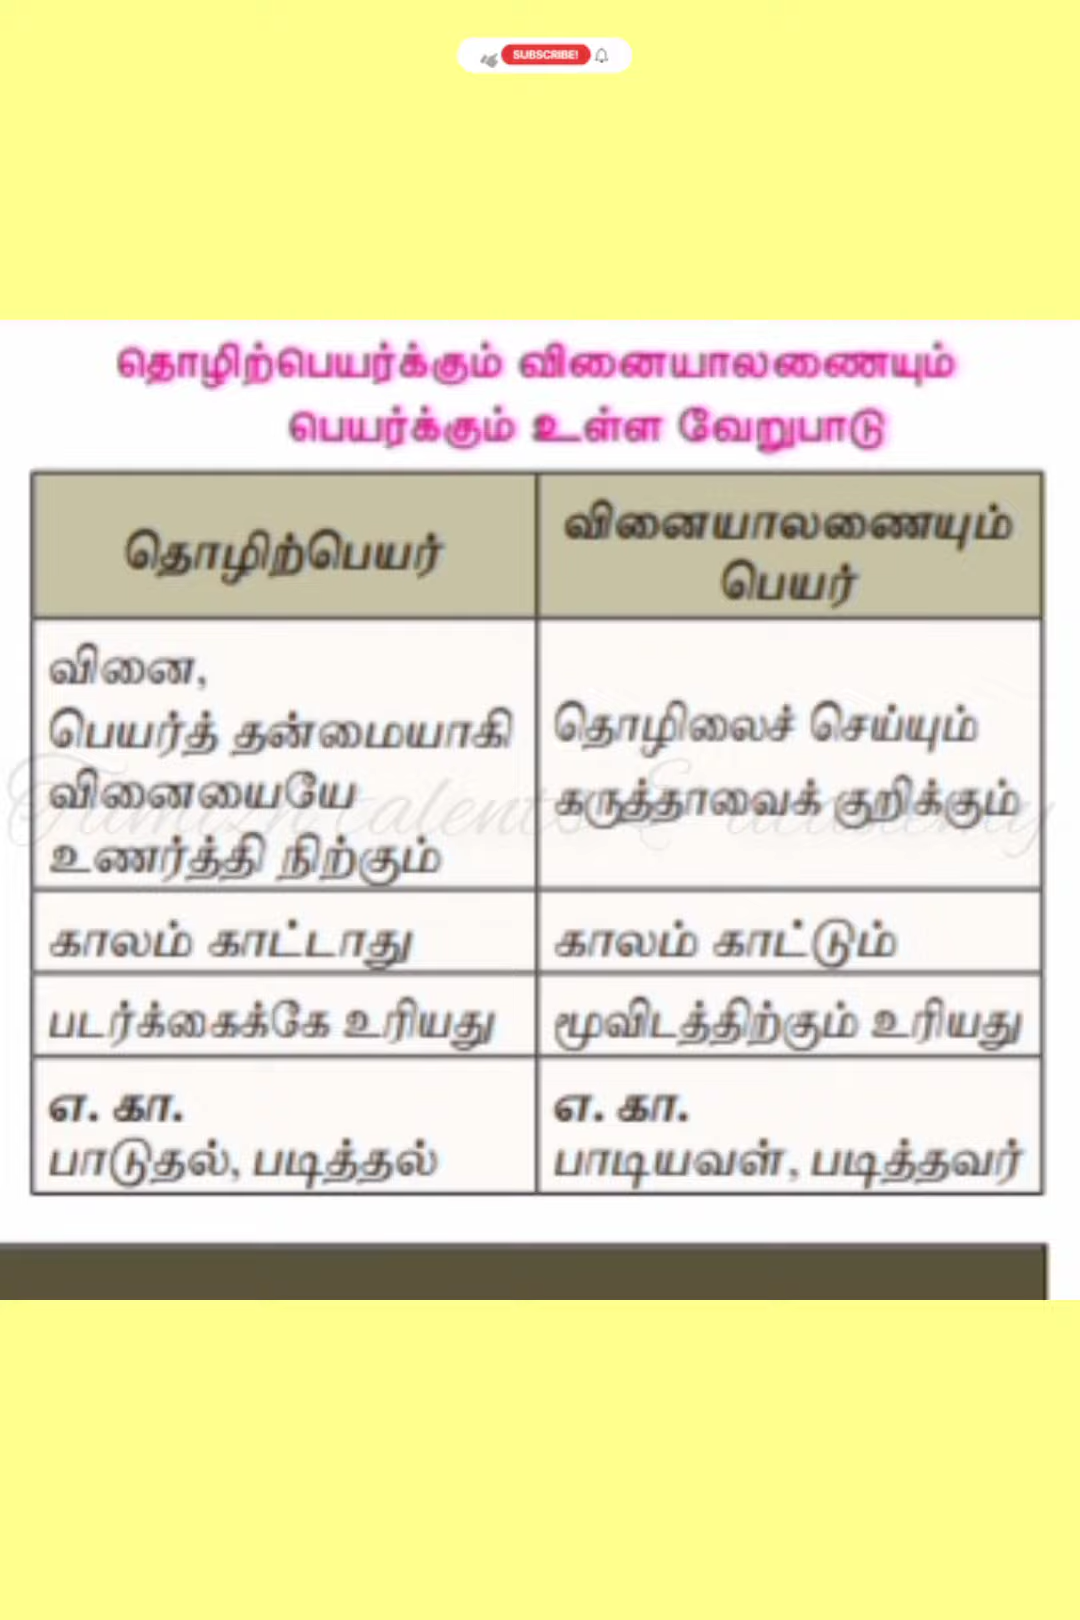 SUBSCRIBE!
தொழிற்பெயர்க்கும் வினையாலணையும்
பெயர்க்கும் உள்ள வேறுபாடு
தொழிற்பெயர்
வினையாலணையும்
பெயர்
வினை,
பெயர்த் தன்மையாகி
வினையையே
உணர்த்தி நிற்கும்
தொழிலைச் செய்யும்
கருத்தாவைக் குறிக்கும்
காலம் காட்டாது
காலம் காட்டும்
படர்க்கைக்கே உரியது
மூவிடத்திற்கும் உரியது
எ. கா.
பாடுதல், படித்தல்
எ. கா.
பாடியவள், படித்தவர்